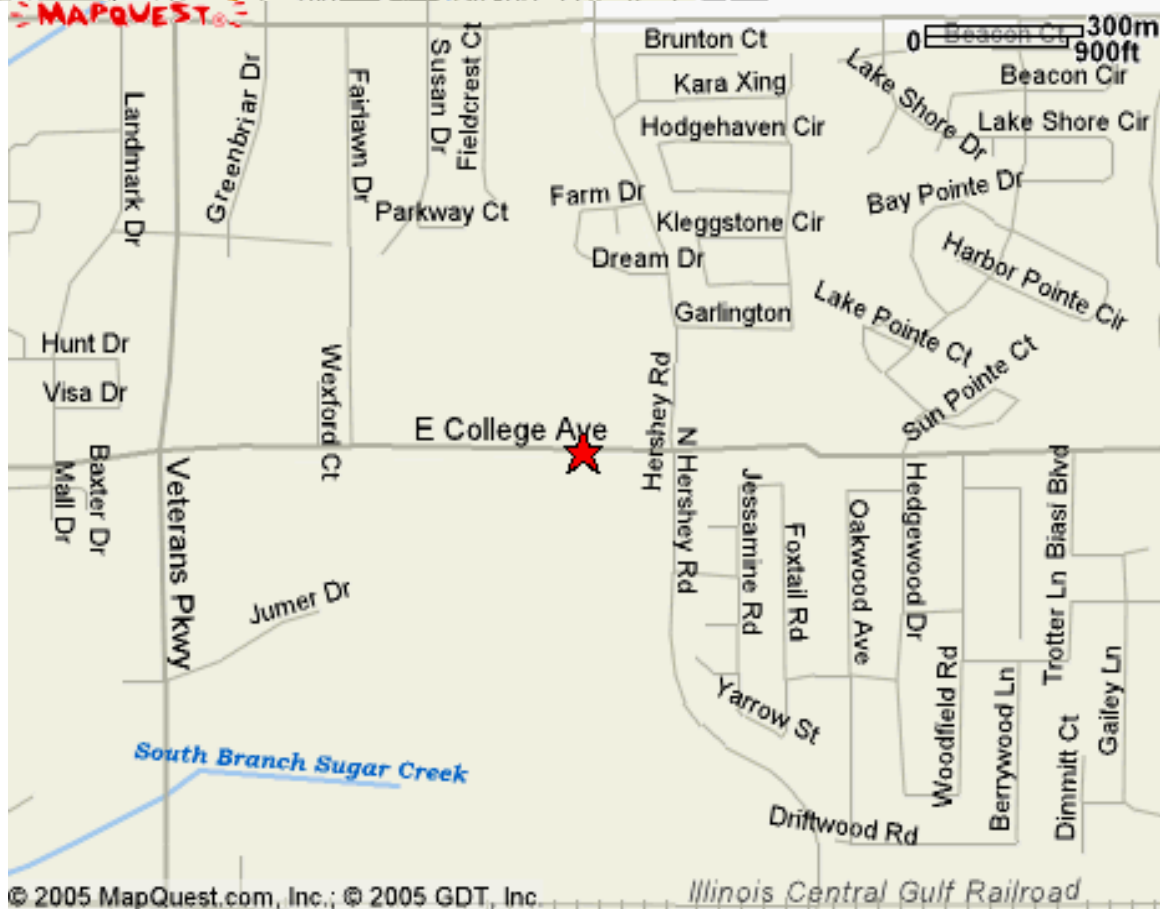 MAPQUEST®
0 300m
900ft
Beacon Ct
Brunton Ct
Kara Xing
Hodgehaven Cir
Beacon Cir
Lake Shore Dr
Lake Shore Cir
Landmark Dr
Greenbriar Dr
Fairlawn Dr
Susan Dr
Fieldcrest Ct
Parkway Ct
Farm Dr
Dream Dr
Kleggstone Cir
Garlington
Bay Pointe Dr
Harbor Pointe Cir
Lake Pointe Ct
Sun Pointe Ct
Hunt Dr
Visa Dr
Wexford Ct
E College Ave
Hershey Rd
N Hershey Rd
Mall Dr
Baxter Dr
Veterans Pkwy
Jumer Dr
Jessamine Rd
Foxtail Rd
Oakwood Ave
Hedgewood Dr
Trotter Ln
Biasi Blvd
Yarrow St
Woodfield Rd
Berrywood Ln
Dimmitt Ct
Gailey Ln
South Branch Sugar Creek
Driftwood Rd
© 2005 MapQuest.com, Inc.; © 2005 GDT, Inc.
Illinois Central Gulf Railroad